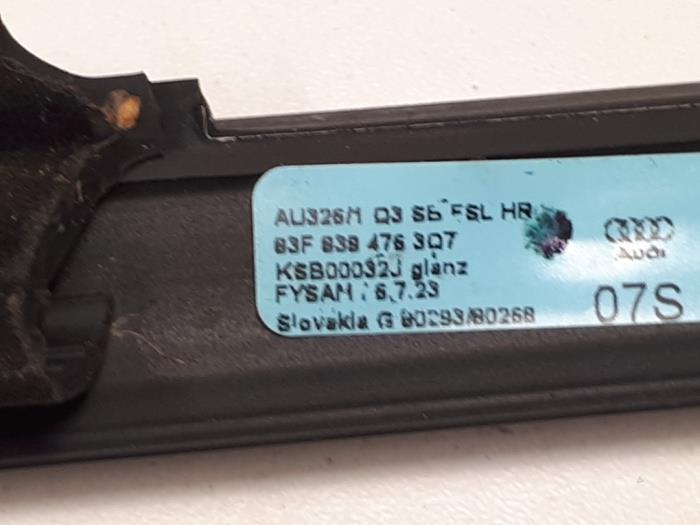 AU326/1 Q3 SB FSL HR
83F 839 476 3Q7
KSB00032J glanz
FYSAM : 6.7.23
Slovakia G 80293/80268
Audi
07S